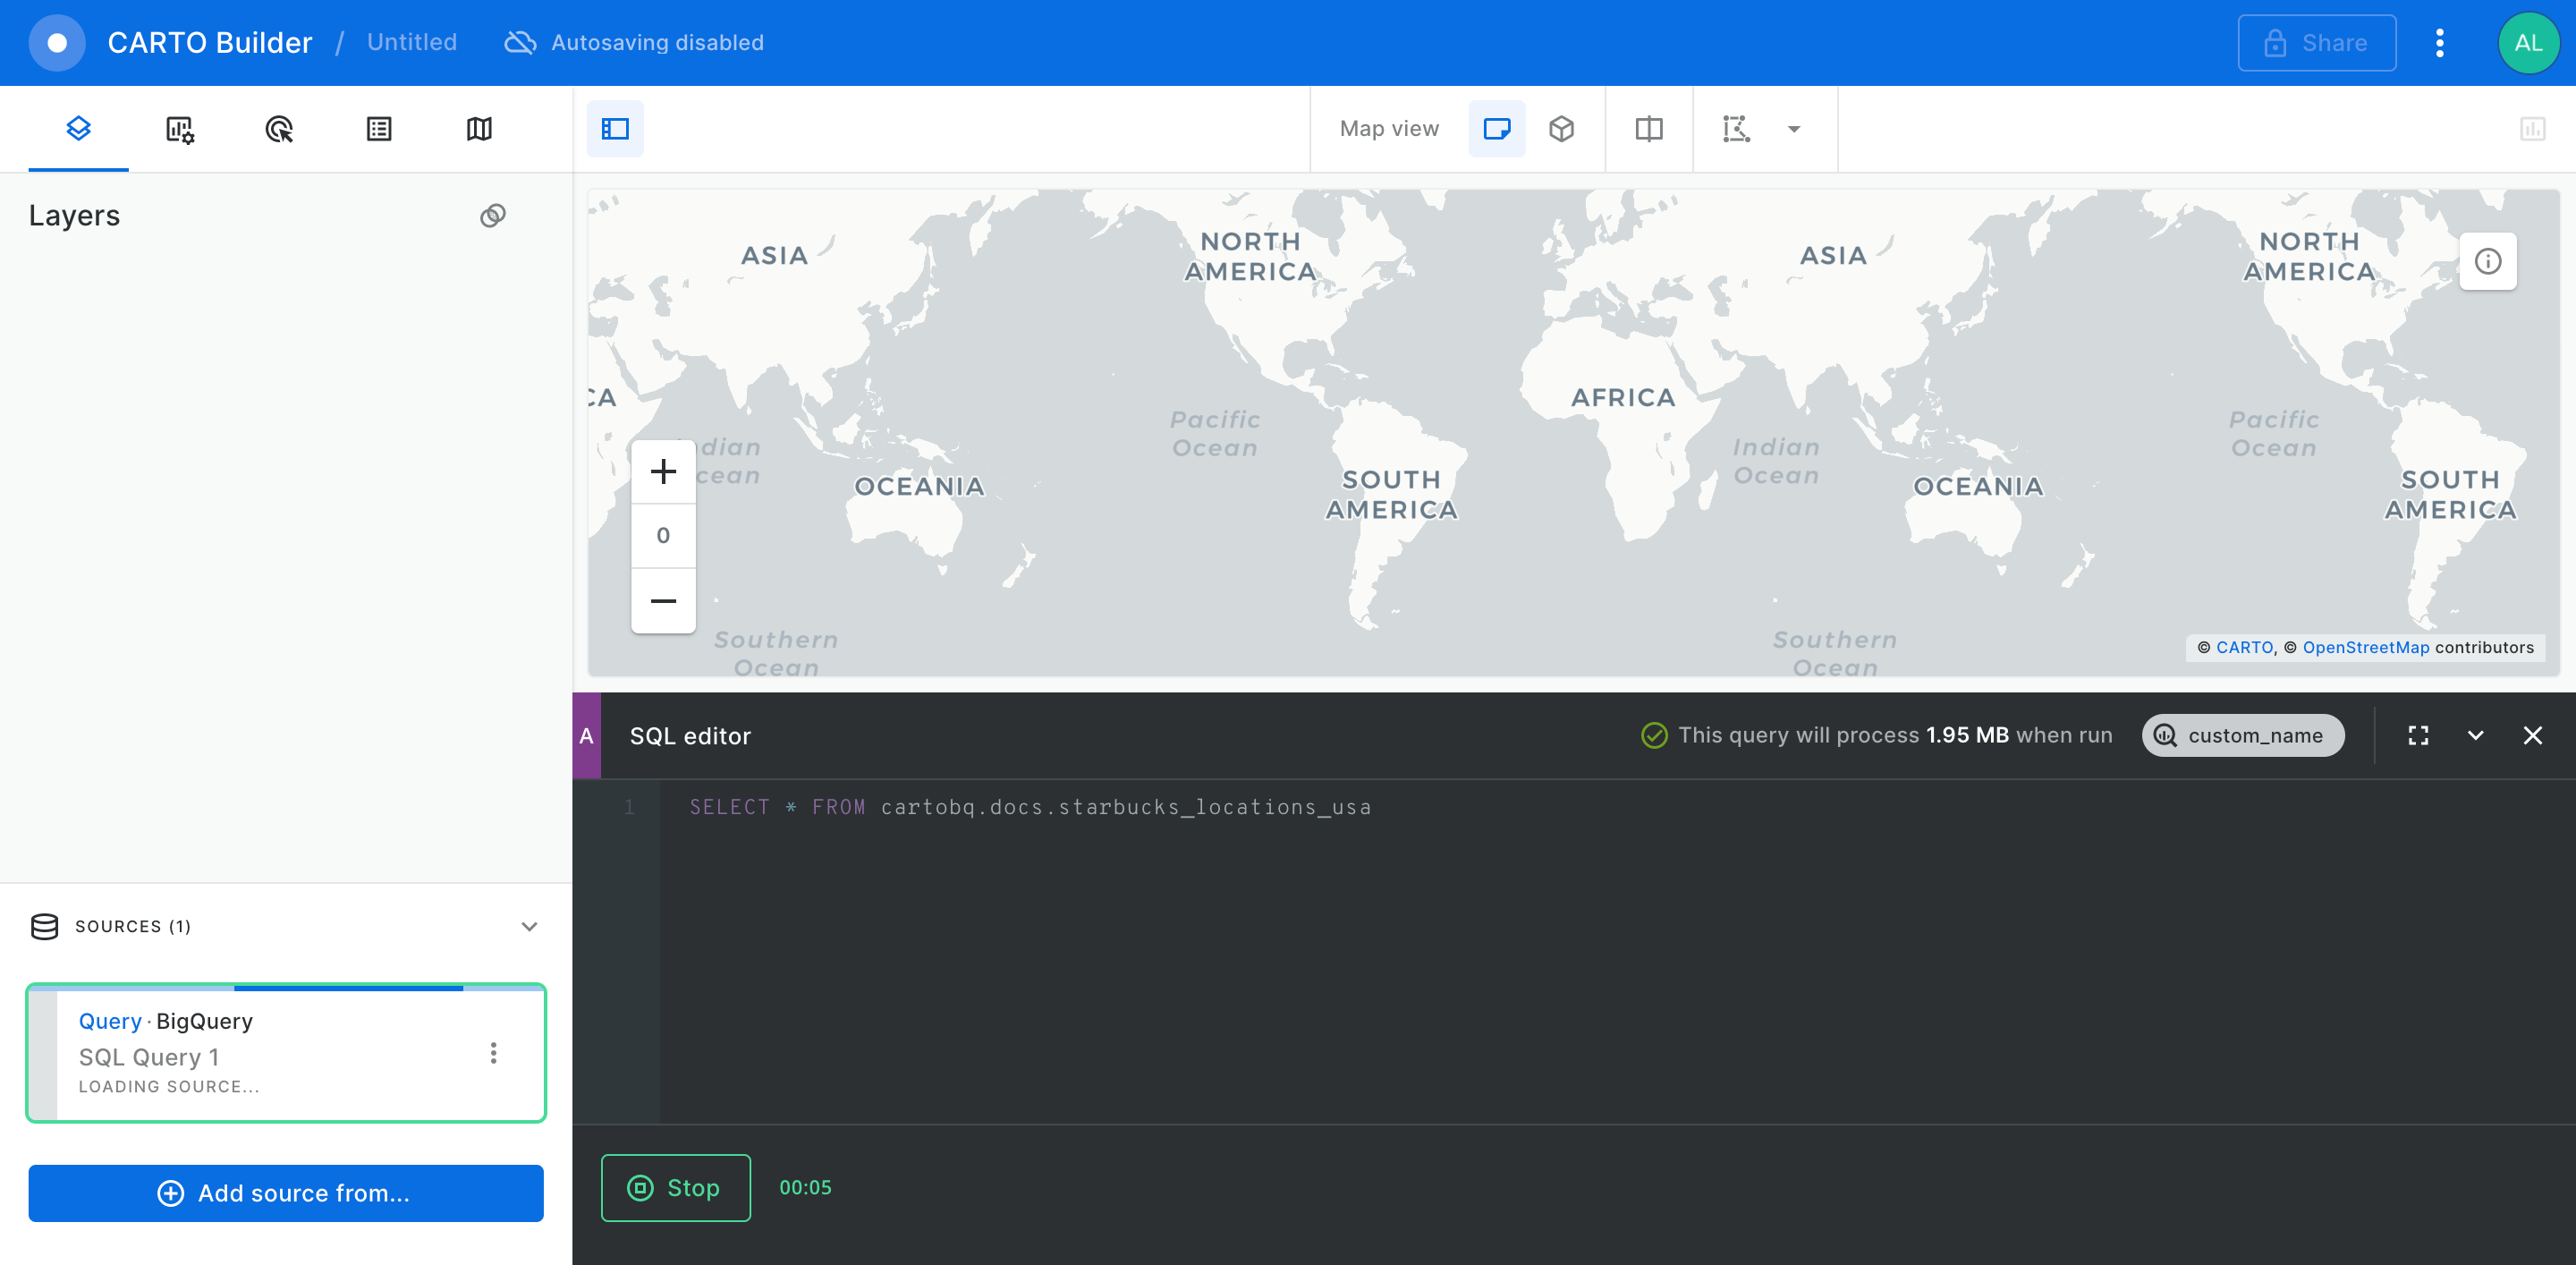 CARTO Builder / Untitled Autosaving disabled Share AL
Map view
Layers
ASIA
NORTH
AMERICA
ASIA
NORTH
AMERICA
CA
AFRICA
Pacific
Ocean
Pacific
Ocean
dian
cean
Indian
Ocean
OCEANIA
SOUTH
AMERICA
OCEANIA
SOUTH
AMERICA
0
Southern
Ocean
Southern
Ocean
© CARTO, © OpenStreetMap contributors
A SQL editor This query will process 1.95 MB when run custom_name
1 SELECT * FROM cartobq.docs.starbucks_locations_usa
SOURCES (1)
Query · BigQuery
SQL Query 1
LOADING SOURCE...
Add source from...
Stop 00:05